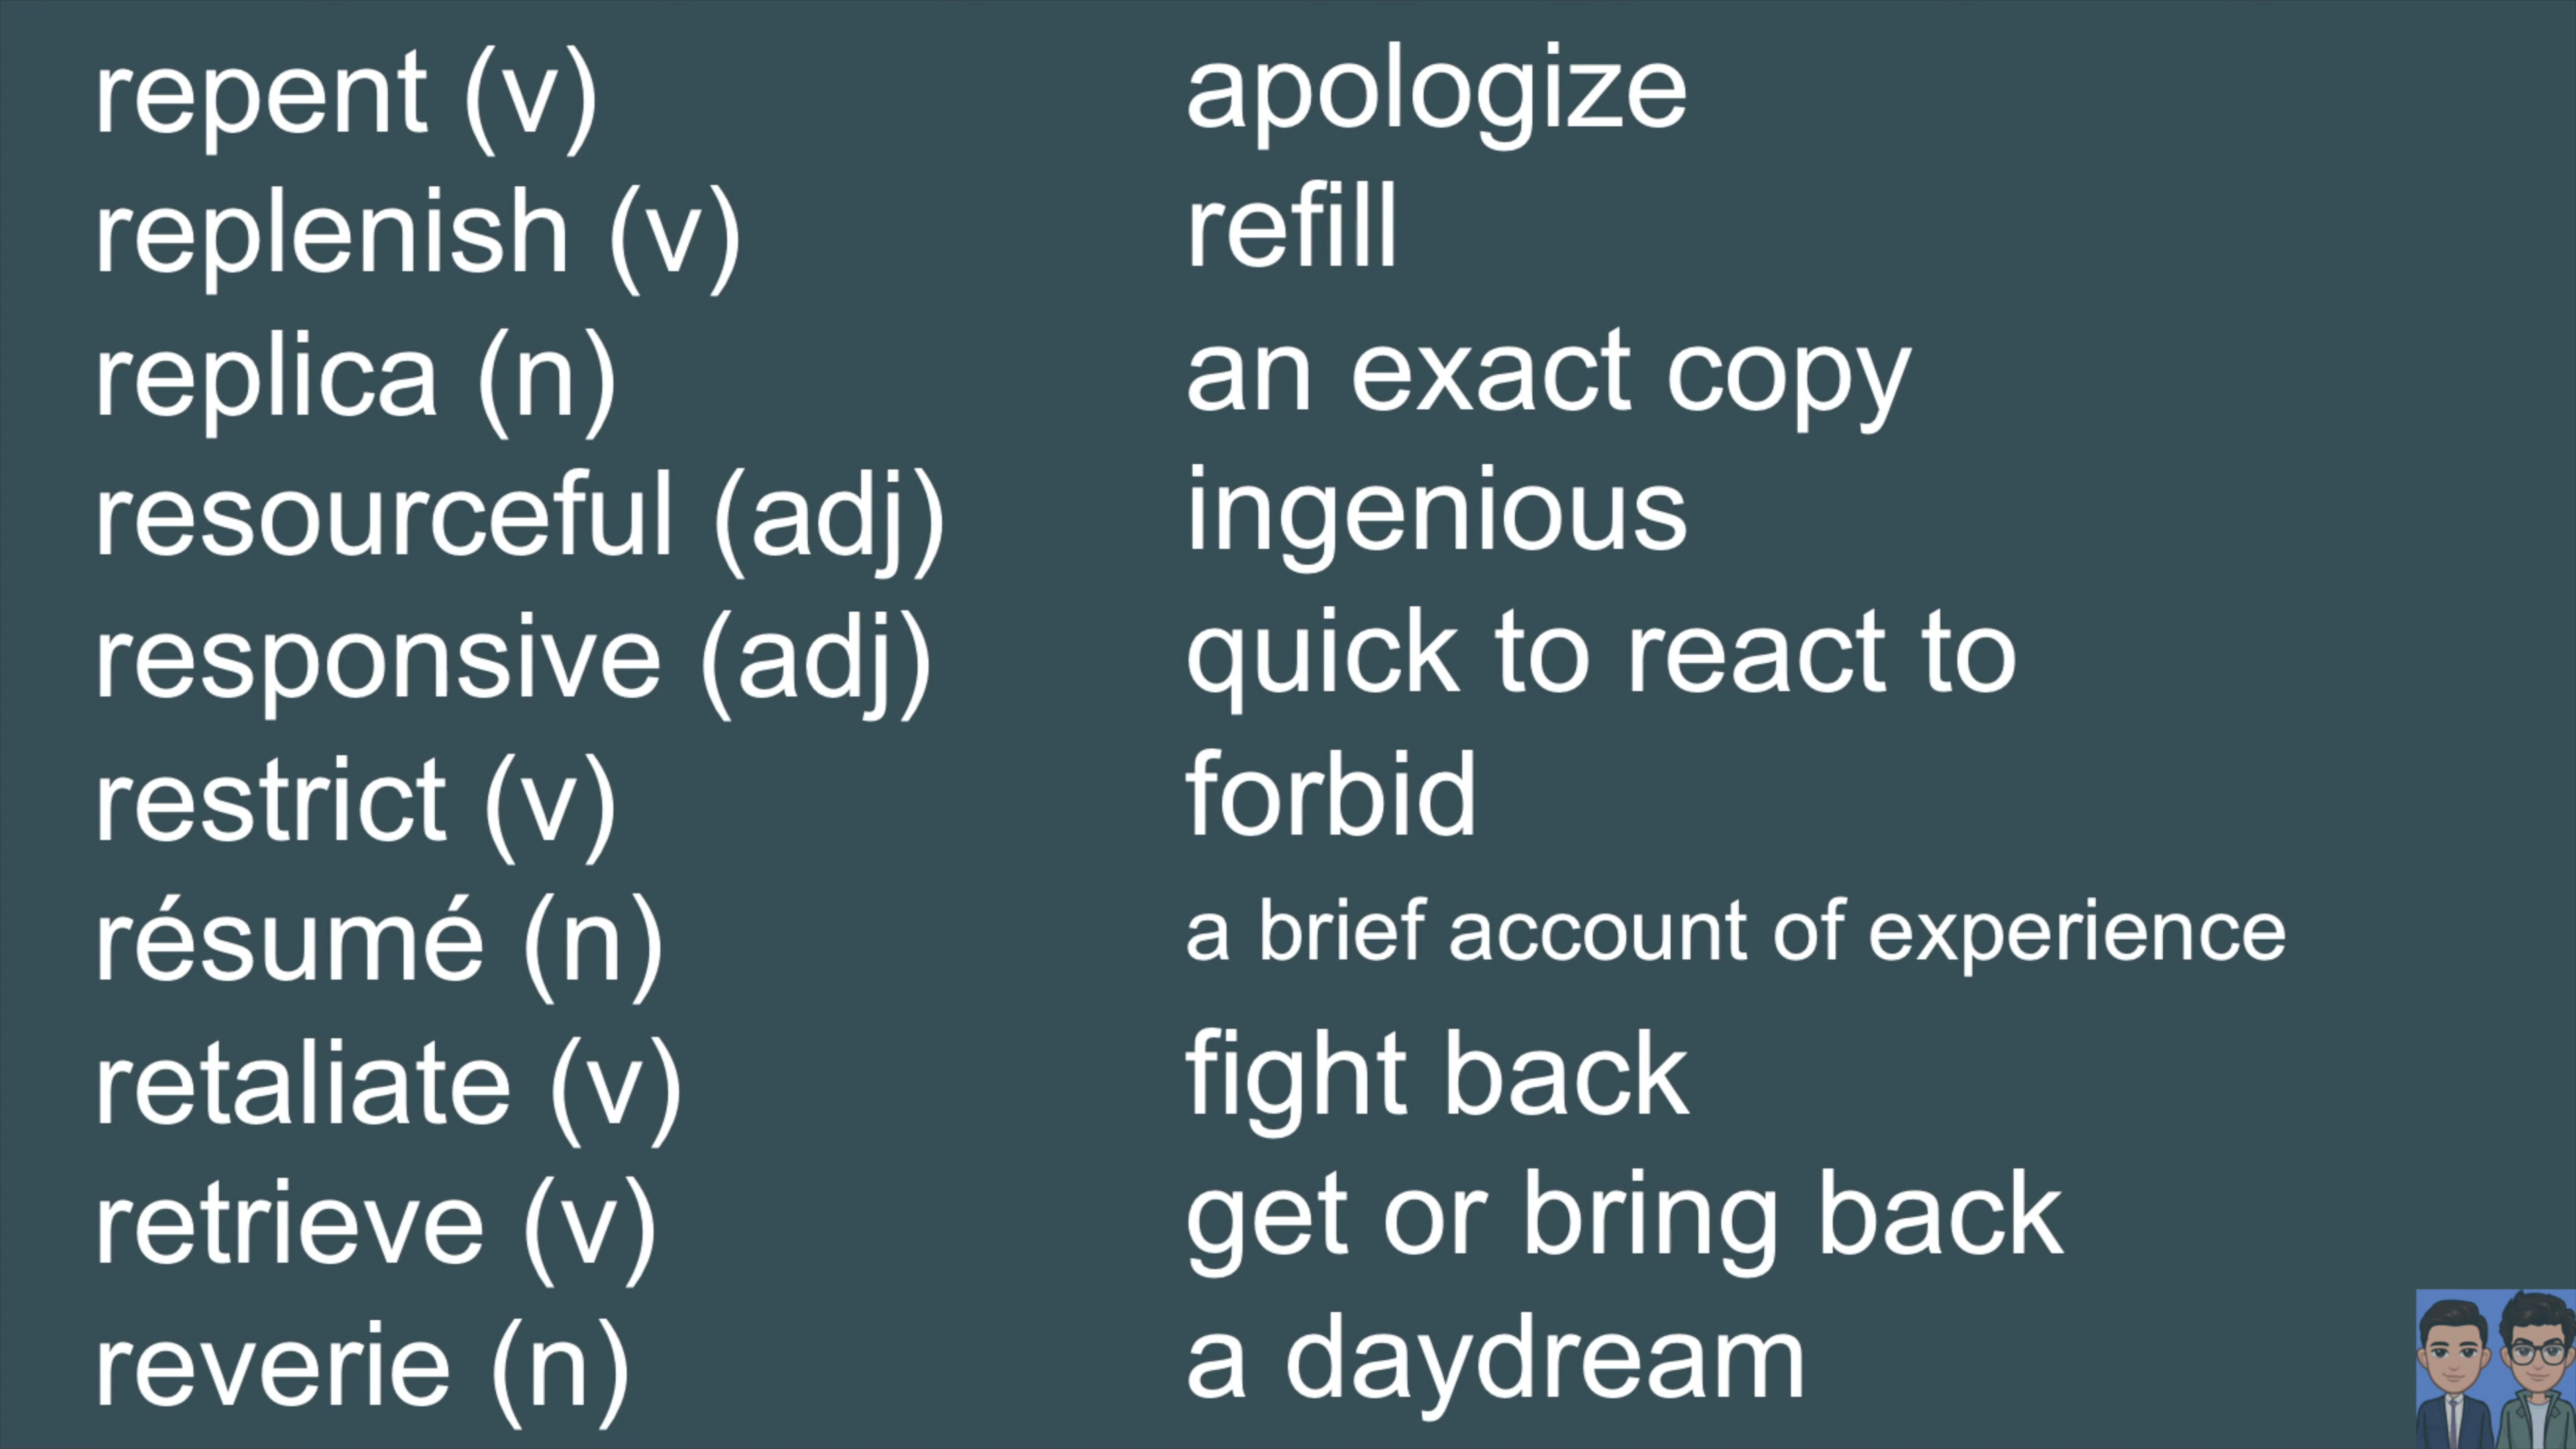 repent (v) apologize
replenish (v) refill
replica (n) an exact copy
resourceful (adj) ingenious
responsive (adj) quick to react to
restrict (v) forbid
résumé (n) a brief account of experience
retaliate (v) fight back
retrieve (v) get or bring back
reverie (n) a daydream